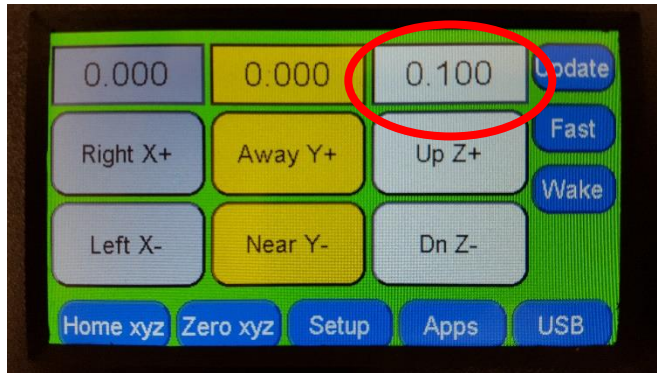 0.000 0.000 0.100 Update
Right X+ Away Y+ Up Z+ Fast
Wake
Left X- Near Y- Dn Z-
Home xyz Zero xyz Setup Apps USB